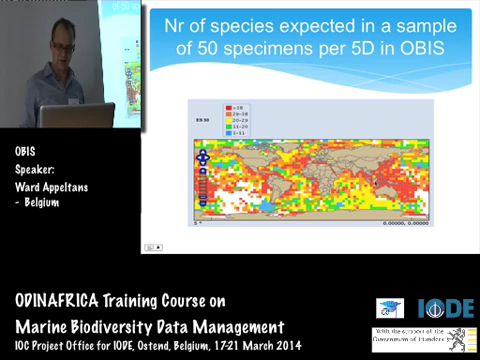 Nr of species expected in a sample
of 50 specimens per 5D in OBIS
ES 50
>38
29-38
20-29
11-20
1-11
5°
0.00000, 0.00000
OBIS
Speaker:
Ward Appeltans
- Belgium
ODINAFRICA Training Course on
Marine Biodiversity Data Management
IOC Project Office for IODE, Ostend, Belgium, 17-21 March 2014
IODE
With the support of the
Government of Flanders